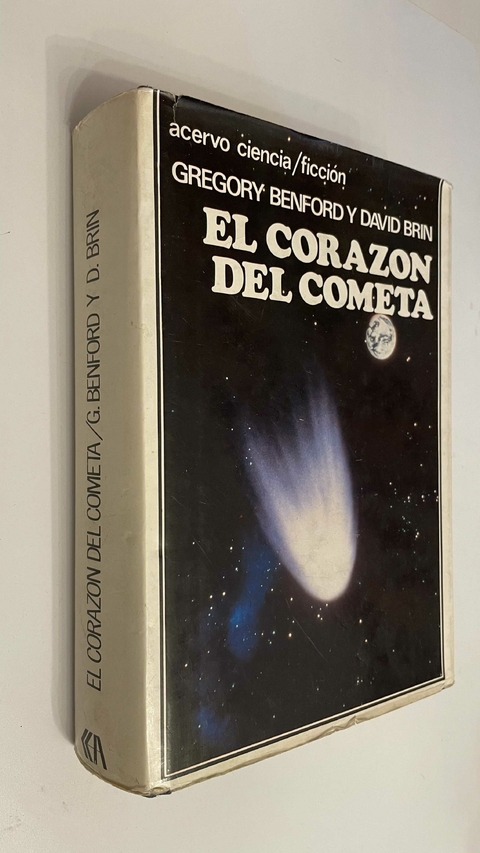 acervo ciencia/ficción
GREGORY BENFORD Y DAVID BRIN
EL CORAZON
DEL COMETA
EL CORAZON DEL COMETA/G. BENFORD Y D. BRIN